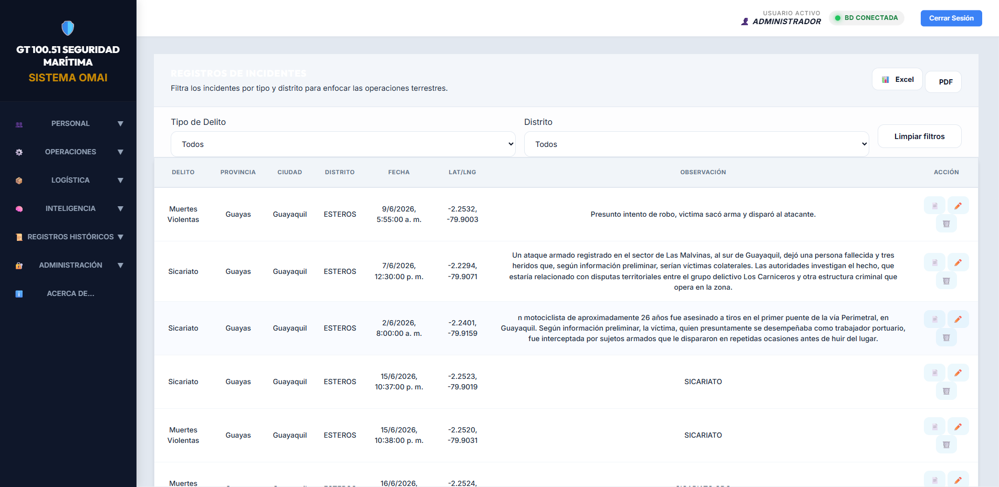 GT 100.51 SEGURIDAD
MARÍTIMA
SISTEMA OMAI
PERSONAL
OPERACIONES
LOGÍSTICA
INTELIGENCIA
REGISTROS HISTÓRICOS
ADMINISTRACIÓN
ACERCA DE...
USUARIO ACTIVO
ADMINISTRADOR
BD CONECTADA
Cerrar Sesión
REGISTROS DE INCIDENTES
Filtra los incidentes por tipo y distrito para enfocar las operaciones terrestres.
Excel
PDF
Tipo de Delito
Todos
Distrito
Todos
Limpiar filtros
DELITO PROVINCIA CIUDAD DISTRITO FECHA LAT/LNG OBSERVACIÓN ACCIÓN
Muertes
Violentas
Guayas
Guayaquil
ESTEROS
9/6/2026,
5:55:00 a. m.
-2.2532,
-79.9003
Presunto intento de robo, victima sacó arma y disparó al atacante.
Sicariato
Guayas
Guayaquil
ESTEROS
7/6/2026,
12:30:00 p. m.
-2.2294,
-79.9071
Un ataque armado registrado en el sector de Las Malvinas, al sur de Guayaquil, dejó una persona fallecida y tres
heridos que, según información preliminar, serían víctimas colaterales. Las autoridades investigan el hecho, que
estaría relacionado con disputas territoriales entre el grupo delictivo Los Carniceros y otra estructura criminal que
opera en la zona.
Sicariato
Guayas
Guayaquil
ESTEROS
2/6/2026,
8:00:00 a. m.
-2.2401,
-79.9159
n motociclista de aproximadamente 26 años fue asesinado a tiros en el primer puente de la vía Perimetral, en
Guayaquil. Según información preliminar, la víctima, quien presuntamente se desempeñaba como trabajador portuario,
fue interceptada por sujetos armados que le dispararon en repetidas ocasiones antes de huir del lugar.
Sicariato
Guayas
Guayaquil
ESTEROS
15/6/2026,
10:37:00 p. m.
-2.2523,
-79.9019
SICARIATO
Muertes
Violentas
Guayas
Guayaquil
ESTEROS
15/6/2026,
10:38:00 p. m.
-2.2520,
-79.9031
SICARIATO
Muertes
16/6/2026,
-2.2524,